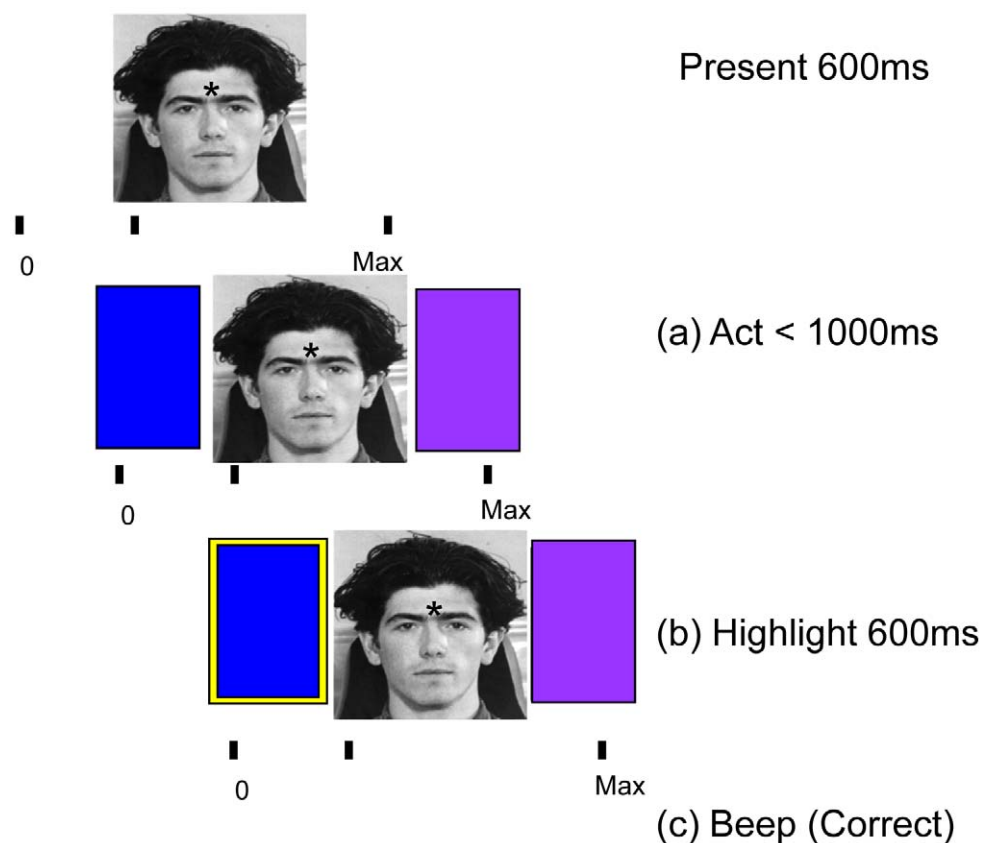 *
Present 600ms
0
Max
*
(a) Act < 1000ms
0
Max
*
(b) Highlight 600ms
0
Max
(c) Beep (Correct)